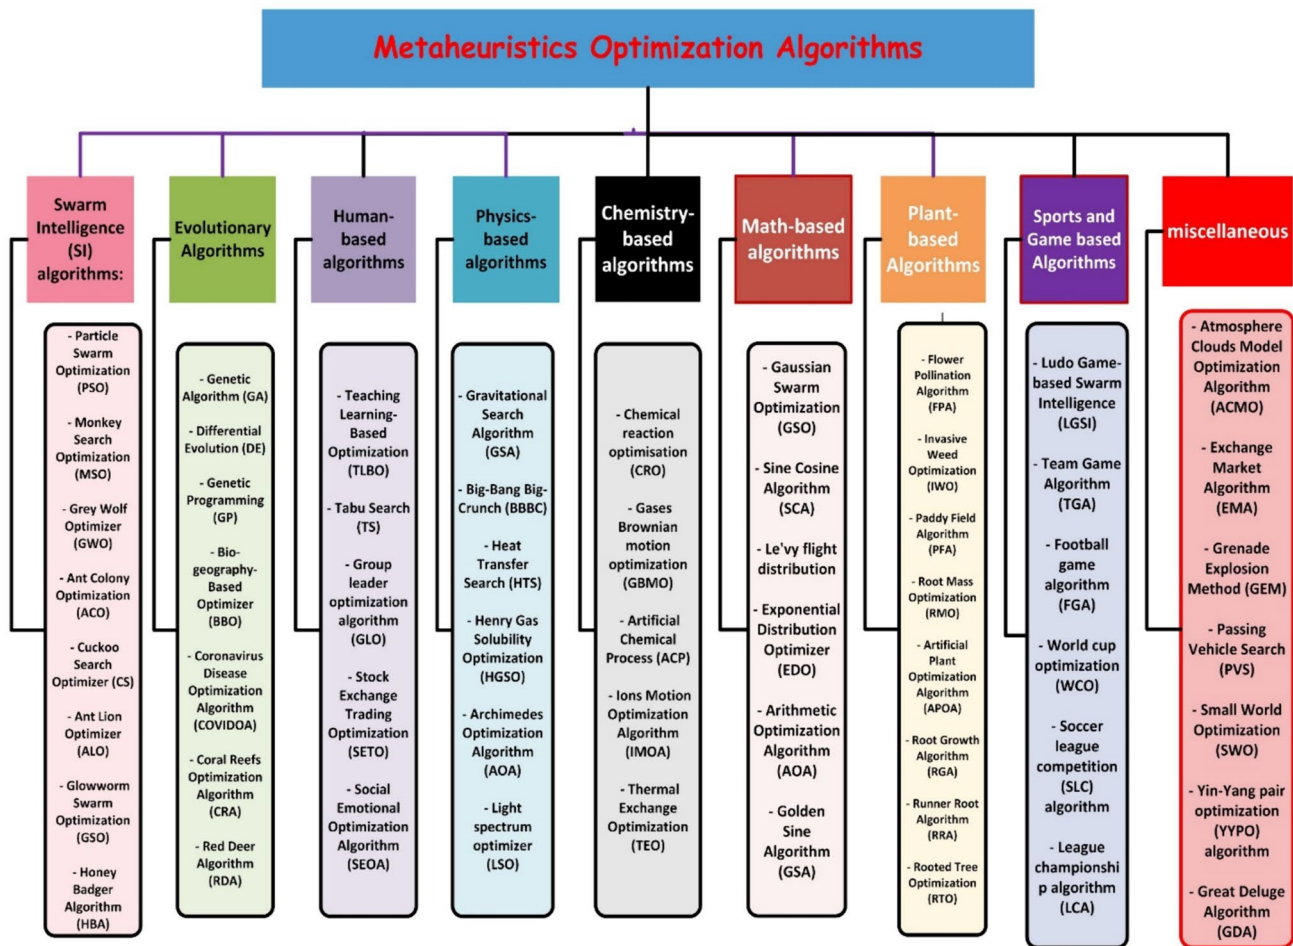 Metaheuristics Optimization Algorithms
Swarm
Intelligence
(SI)
algorithms:
Evolutionary
Algorithms
Human-
based
algorithms
Physics-
based
algorithms
Chemistry-
based
algorithms
Math-based
algorithms
Plant-
based
Algorithms
Sports and
Game based
Algorithms
miscellaneous
- Particle
Swarm
Optimization
(PSO)
- Monkey
Search
Optimization
(MSO)
- Grey Wolf
Optimizer
(GWO)
- Ant Colony
Optimization
(ACO)
- Cuckoo
Search
Optimizer (CS)
- Ant Lion
Optimizer
(ALO)
- Glowworm
Swarm
Optimization
(GSO)
- Honey
Badger
Algorithm
(HBA)
- Genetic
Algorithm (GA)
- Differential
Evolution (DE)
- Genetic
Programming
(GP)
- Bio-
geography-
Based
Optimizer
(BBO)
- Coronavirus
Disease
Optimization
Algorithm
(COVIDOA)
- Coral Reefs
Optimization
Algorithm
(CRA)
- Red Deer
Algorithm
(RDA)
- Teaching
Learning-
Based
Optimization
(TLBO)
- Tabu Search
(TS)
- Group
leader
optimization
algorithm
(GLO)
- Stock
Exchange
Trading
Optimization
(SETO)
- Social
Emotional
Optimization
Algorithm
(SEOA)
- Gravitational
Search
Algorithm
(GSA)
- Big-Bang Big-
Crunch (BBBC)
- Heat
Transfer
Search (HTS)
- Henry Gas
Solubility
Optimization
(HGSO)
- Archimedes
Optimization
Algorithm
(AOA)
- Light
spectrum
optimizer
(LSO)
- Chemical
reaction
optimisation
(CRO)
- Gases
Brownian
motion
optimization
(GBMO)
- Artificial
Chemical
Process (ACP)
- Ions Motion
Optimization
Algorithm
(IMOA)
- Thermal
Exchange
Optimization
(TEO)
- Gaussian
Swarm
Optimization
(GSO)
- Sine Cosine
Algorithm
(SCA)
- Le'vy flight
distribution
- Exponential
Distribution
Optimizer
(EDO)
- Arithmetic
Optimization
Algorithm
(AOA)
- Golden
Sine
Algorithm
(GSA)
- Flower
Pollination
Algorithm
(FPA)
- Invasive
Weed
Optimization
(IWO)
- Paddy Field
Algorithm
(PFA)
- Root Mass
Optimization
(RMO)
- Artificial
Plant
Optimization
Algorithm
(APOA)
- Root Growth
Algorithm
(RGA)
- Runner Root
Algorithm
(RRA)
- Rooted Tree
Optimization
(RTO)
- Ludo Game-
based Swarm
Intelligence
(LGSI)
- Team Game
Algorithm
(TGA)
- Football
game
algorithm
(FGA)
- World cup
optimization
(WCO)
- Soccer
league
competition
(SLC)
algorithm
- League
championshi
p algorithm
(LCA)
- Atmosphere
Clouds Model
Optimization
Algorithm
(ACMO)
- Exchange
Market
Algorithm
(EMA)
- Grenade
Explosion
Method (GEM)
- Passing
Vehicle Search
(PVS)
- Small World
Optimization
(SWO)
- Yin-Yang pair
optimization
(YYPO)
algorithm
- Great Deluge
Algorithm
(GDA)